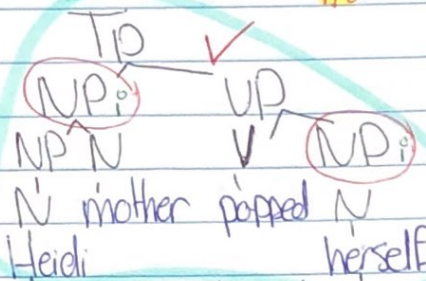 TP
NPi VP
NP N V NPi
N mother popped N
Heidi herself